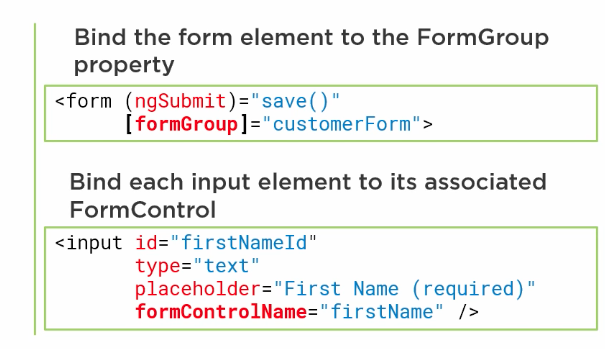 Bind the form element to the FormGroup
property
<form (ngSubmit)="save()"
[formGroup]="customerForm">
Bind each input element to its associated
FormControl
<input id="firstNameId"
type="text"
placeholder="First Name (required)"
formControlName="firstName" />